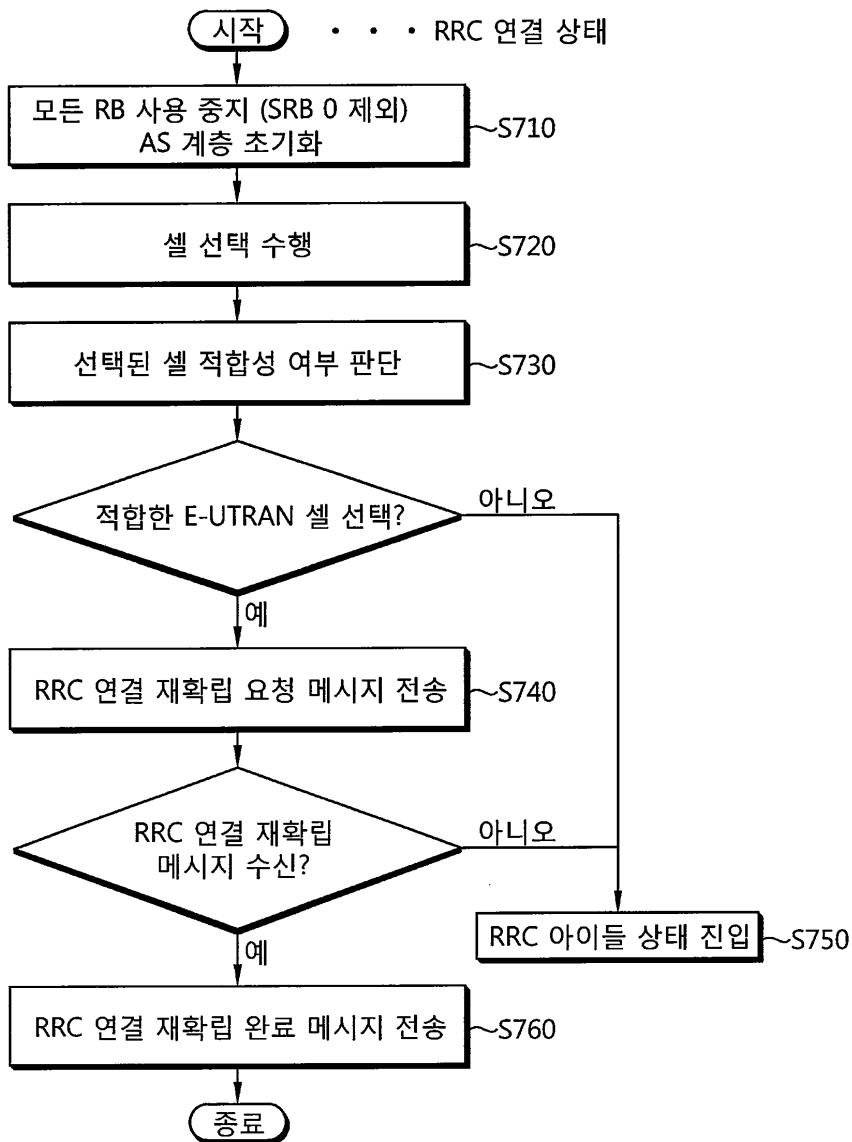 시작 · · · RRC 연결 상태
모든 RB 사용 중지 (SRB 0 제외)
AS 계층 초기화
S710
셀 선택 수행
S720
선택된 셀 적합성 여부 판단
S730
적합한 E-UTRAN 셀 선택?
아니오
예
RRC 연결 재확립 요청 메시지 전송
S740
RRC 연결 재확립
메시지 수신?
아니오
예
RRC 아이들 상태 진입
S750
RRC 연결 재확립 완료 메시지 전송
S760
종료